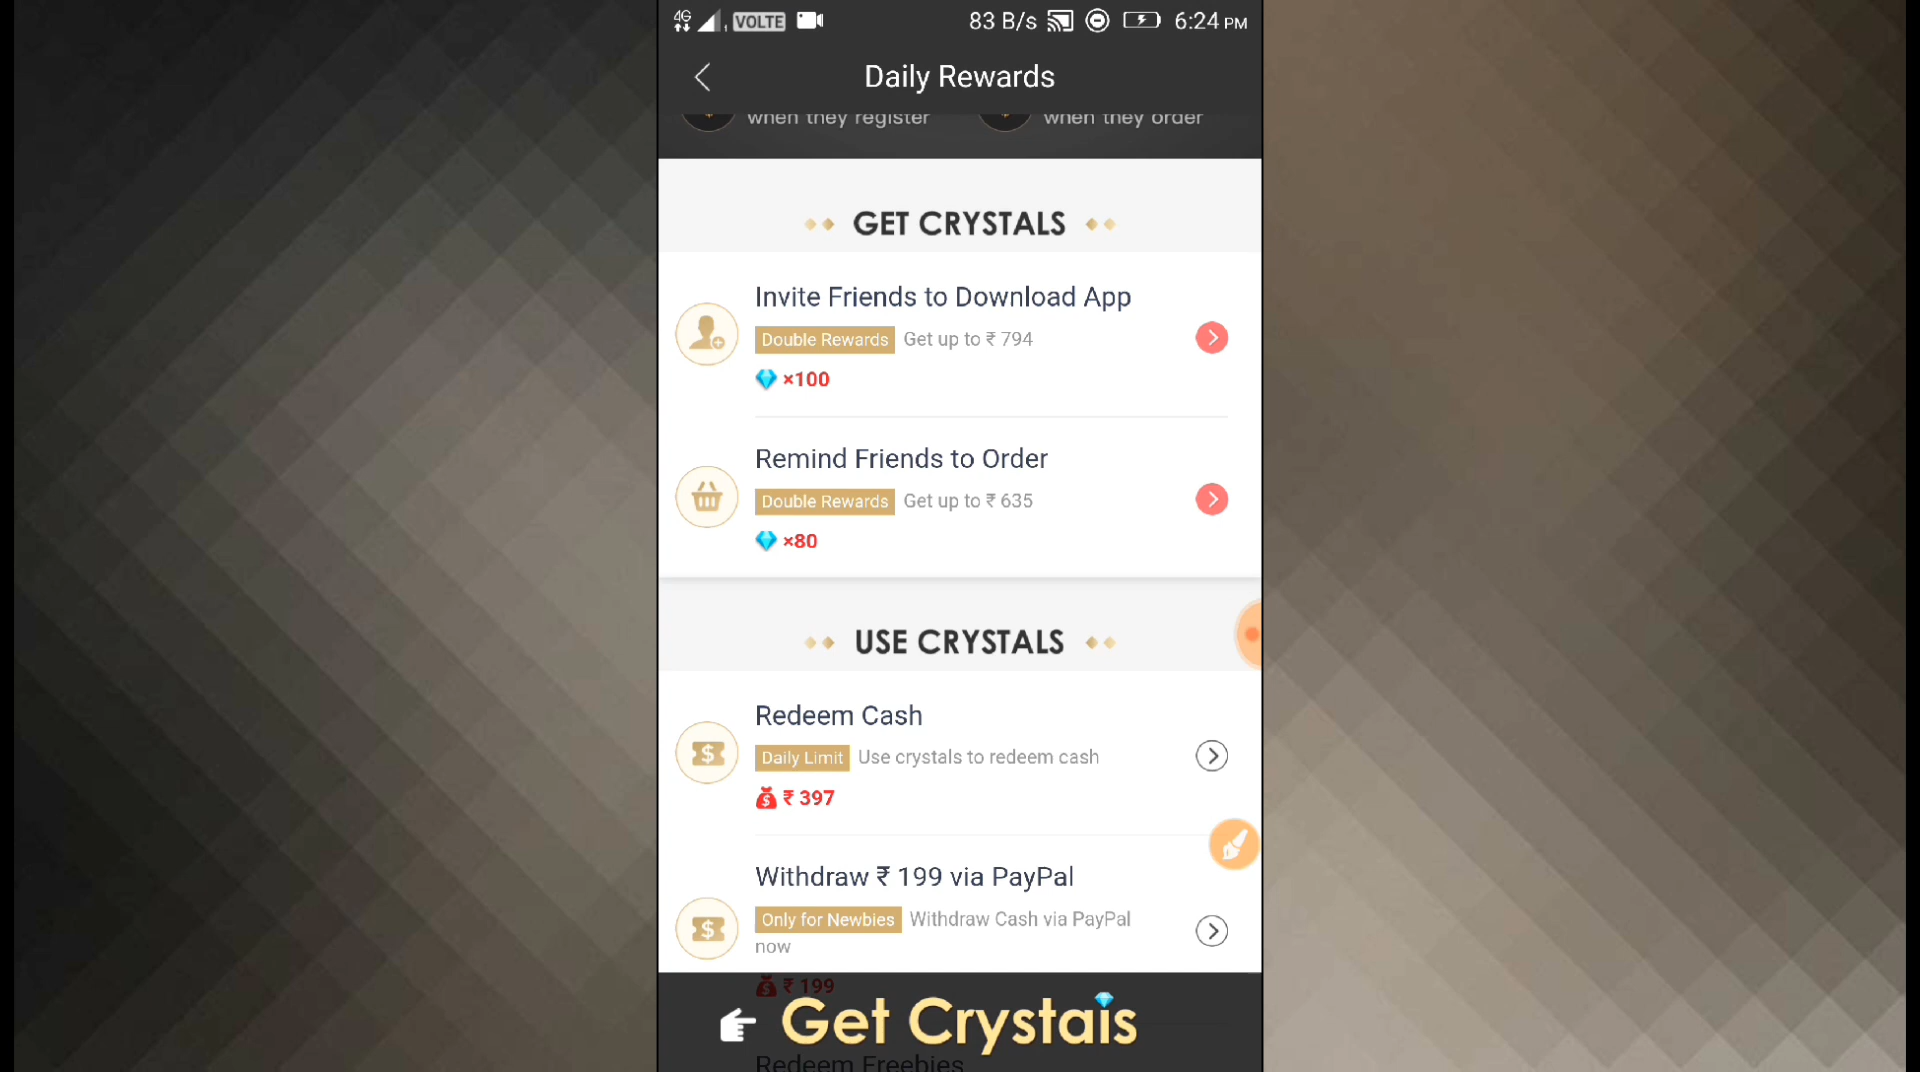 4G VOLTE 83 B/s 6:24 PM
Daily Rewards
when they register when they order
GET CRYSTALS
Invite Friends to Download App
Double Rewards Get up to ₹ 794
×100
Remind Friends to Order
Double Rewards Get up to ₹ 635
×80
USE CRYSTALS
Redeem Cash
Daily Limit Use crystals to redeem cash
₹ 397
Withdraw ₹ 199 via PayPal
Only for Newbies Withdraw Cash via PayPal
now
₹ 199
Get Crystals
Redeem Freebies